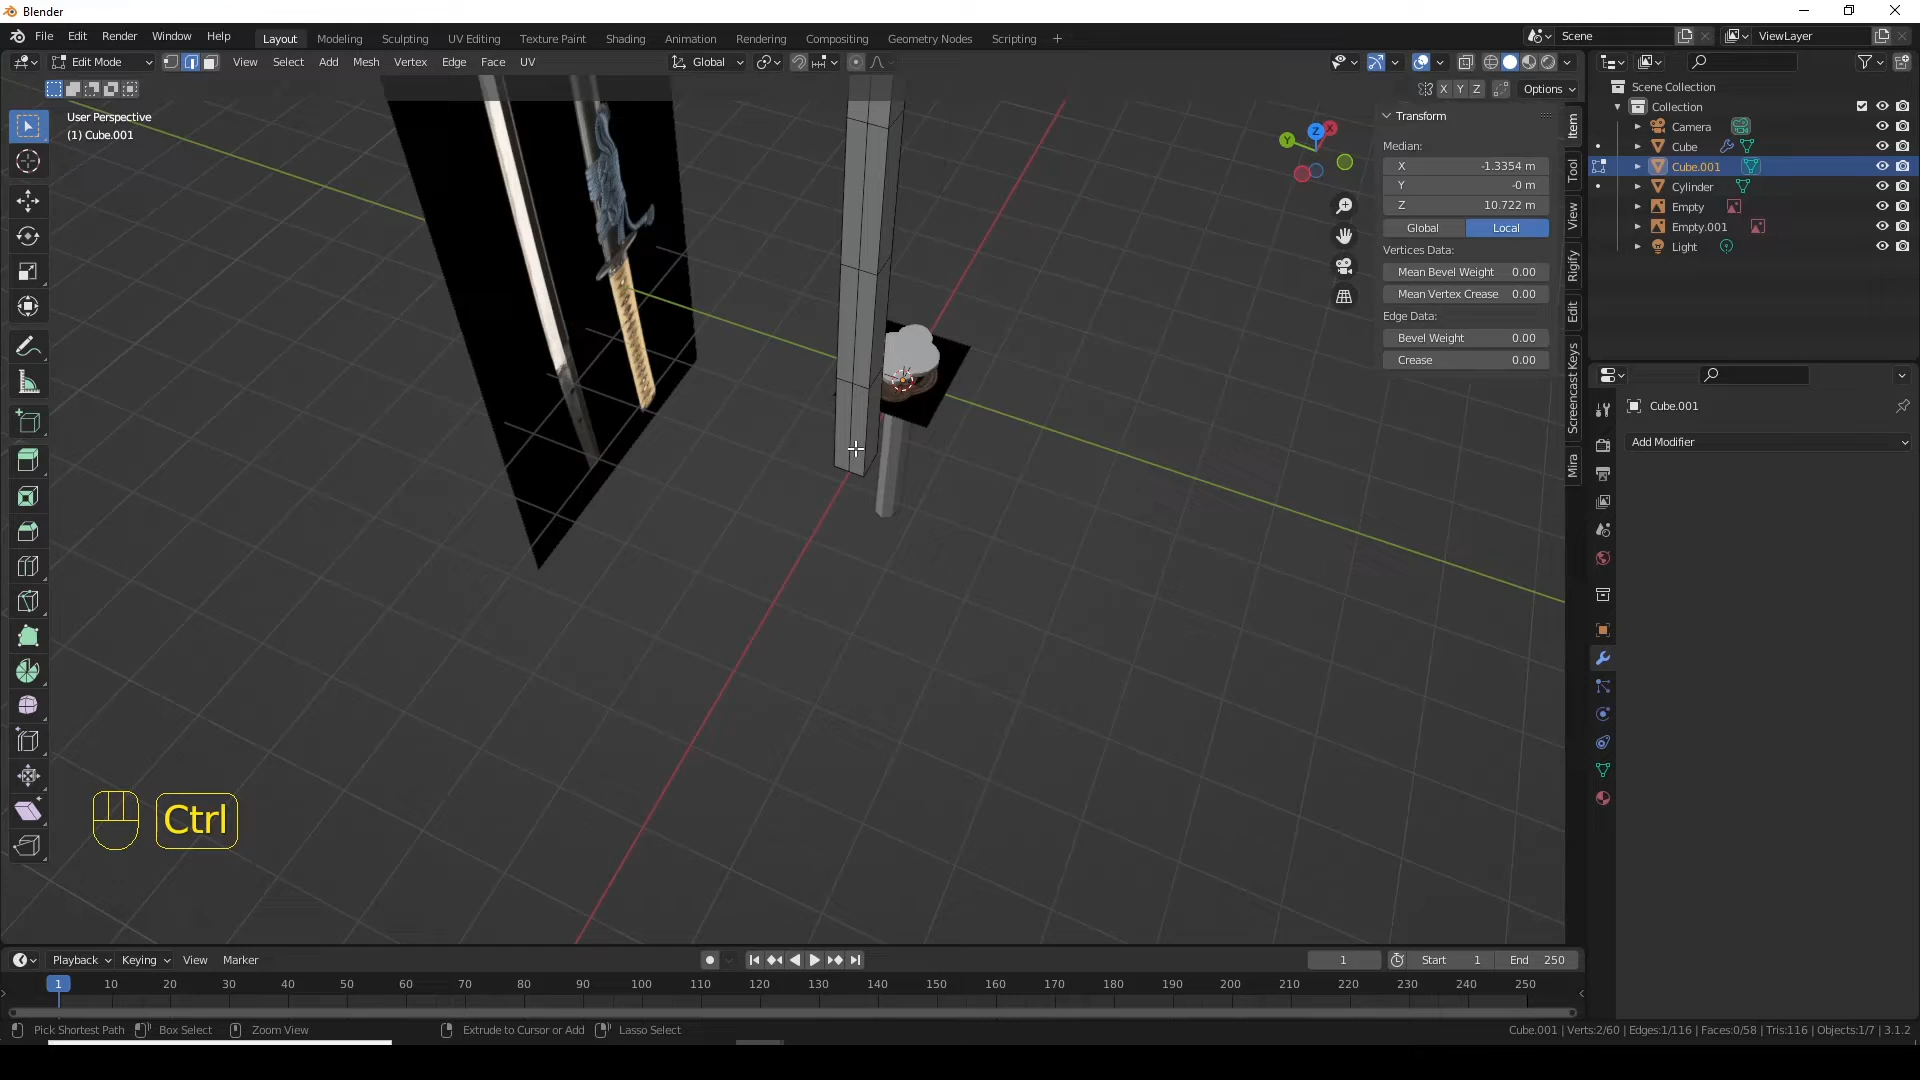 Blender
File Edit Render Window Help
Layout Modeling Sculpting UV Editing Texture Paint Shading Animation Rendering Compositing Geometry Nodes Scripting +
Scene ViewLayer
Edit Mode View Select Add Mesh Vertex Edge Face UV Global
X Y Z Options
User Perspective
(1) Cube.001
Transform
Median:
X -1.3354 m
Y -0 m
Z 10.722 m
Global Local
Vertices Data:
Mean Bevel Weight 0.00
Mean Vertex Crease 0.00
Edge Data:
Bevel Weight 0.00
Crease 0.00
Item
Tool
View
Rigify
Edit
Screencast Keys
Mira
Y Z X
Scene Collection
Collection
Camera
Cube
Cube.001
Cylinder
Empty
Empty.001
Light
Cube.001
Add Modifier
Ctrl
Playback Keying View Marker
1 Start 1 End 250
1 10 20 30 40 50 60 70 80 90 100 110 120 130 140 150 160 170 180 190 200 210 220 230 240 250
Pick Shortest Path Box Select Zoom View Extrude to Cursor or Add Lasso Select
Cube.001 | Verts:2/60 | Edges:1/116 | Faces:0/58 | Tris:116 | Objects:1/7 | 3.1.2